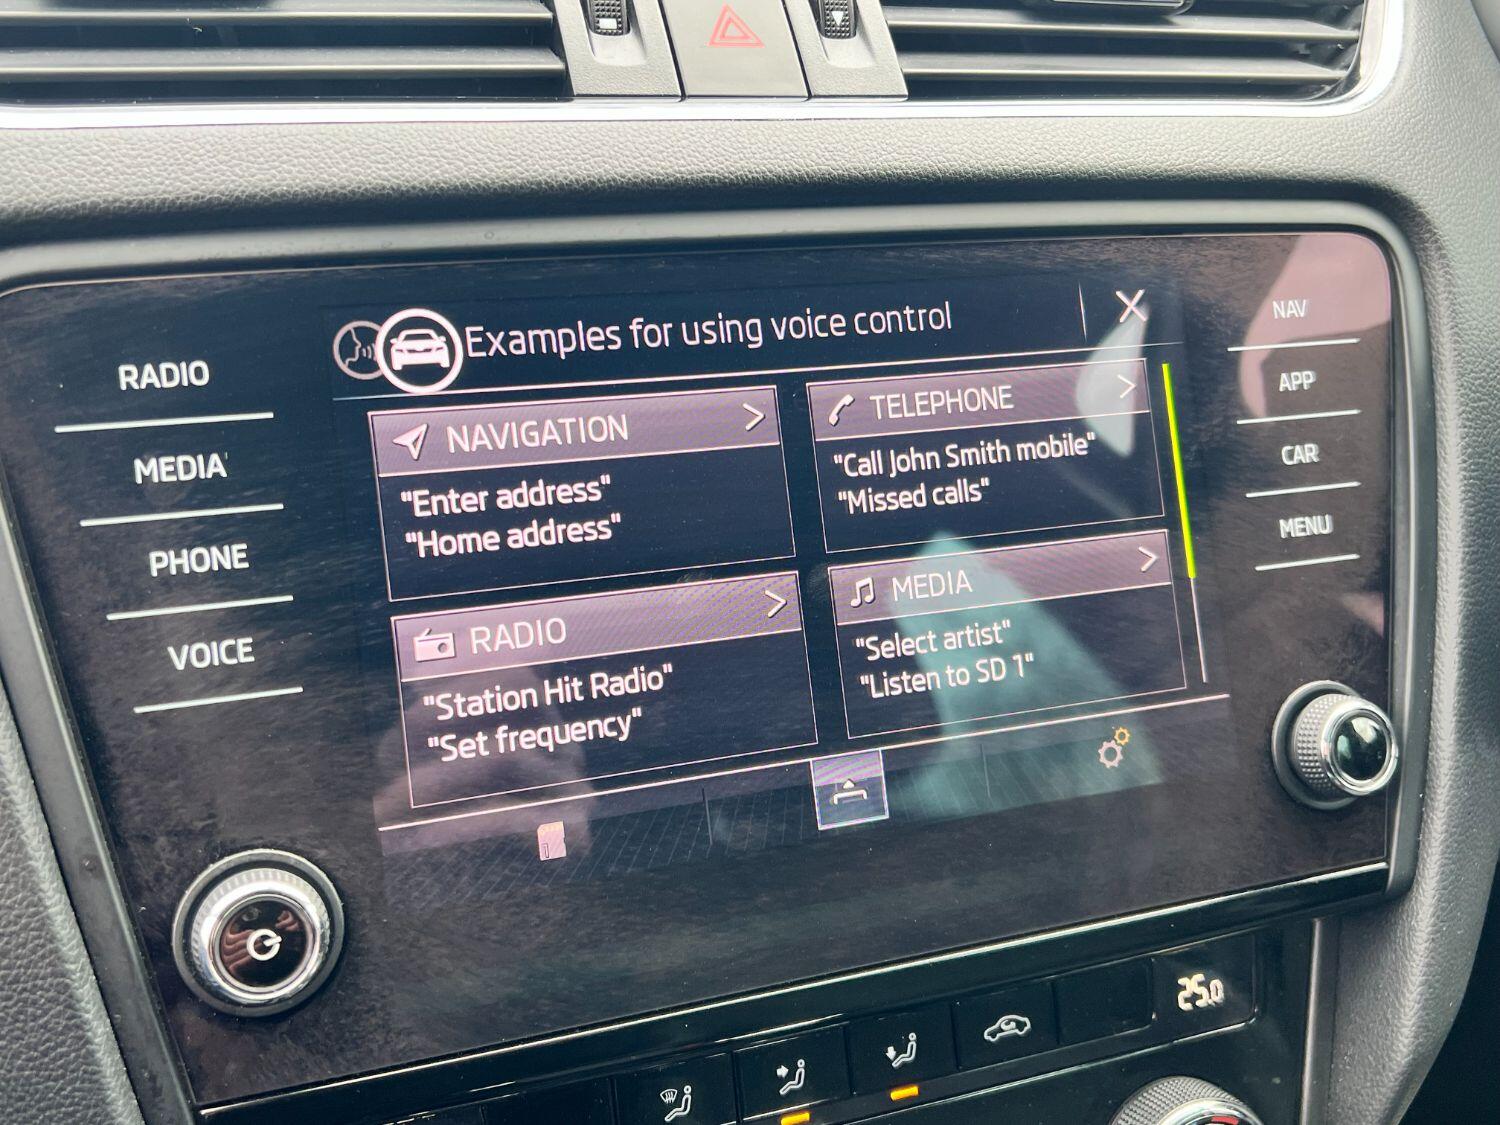 Examples for using voice control
RADIO
MEDIA
PHONE
VOICE
NAVIGATION
"Enter address"
"Home address"
TELEPHONE
"Call John Smith mobile"
"Missed calls"
RADIO
"Station Hit Radio"
"Set frequency"
MEDIA
"Select artist"
"Listen to SD 1"
NAV
APP
CAR
MENU
1
25.0